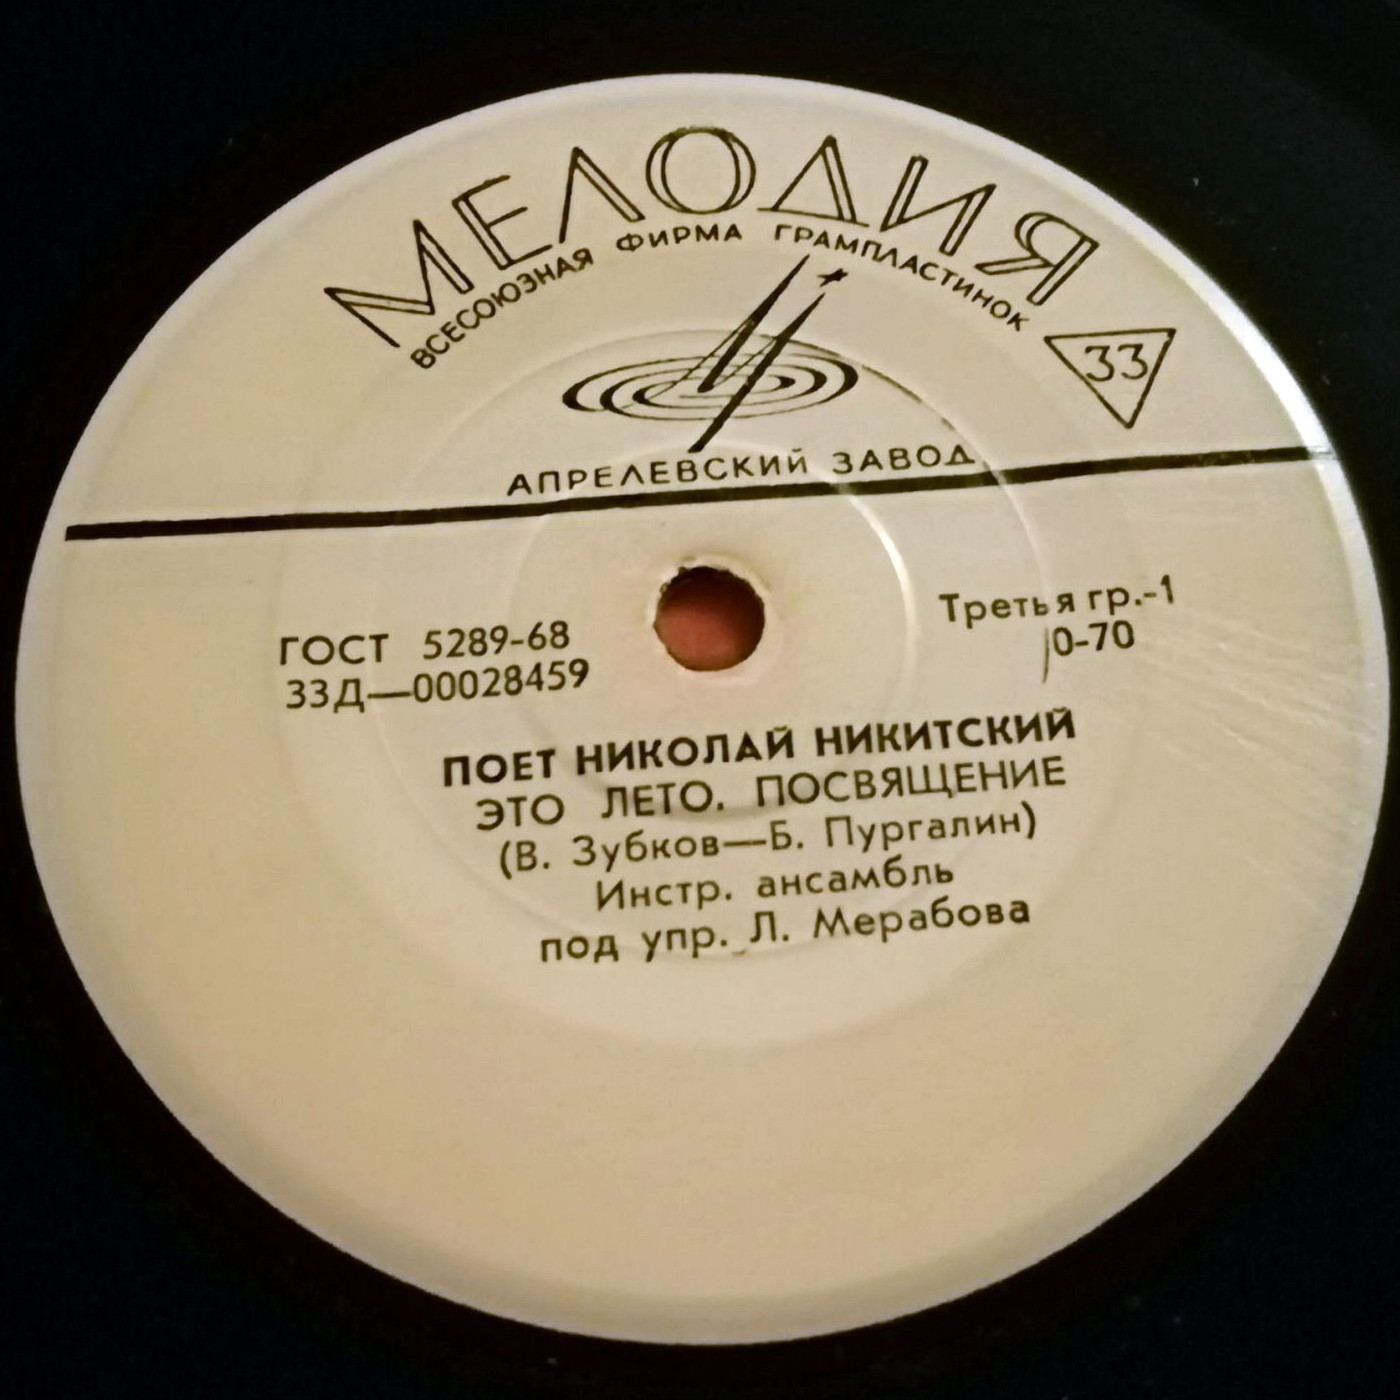 МЕЛОДИЯ
ВСЕСОЮЗНАЯ ФИРМА ГРАМПЛАСТИНОК
33
АПРЕЛЕВСКИЙ ЗАВОД
ГОСТ 5289-68
33Д—00028459
Третья гр.-1
0-70
ПОЕТ НИКОЛАЙ НИКИТСКИЙ
ЭТО ЛЕТО. ПОСВЯЩЕНИЕ
(В. Зубков—Б. Пургалин)
Инстр. ансамбль
под упр. Л. Мерабова